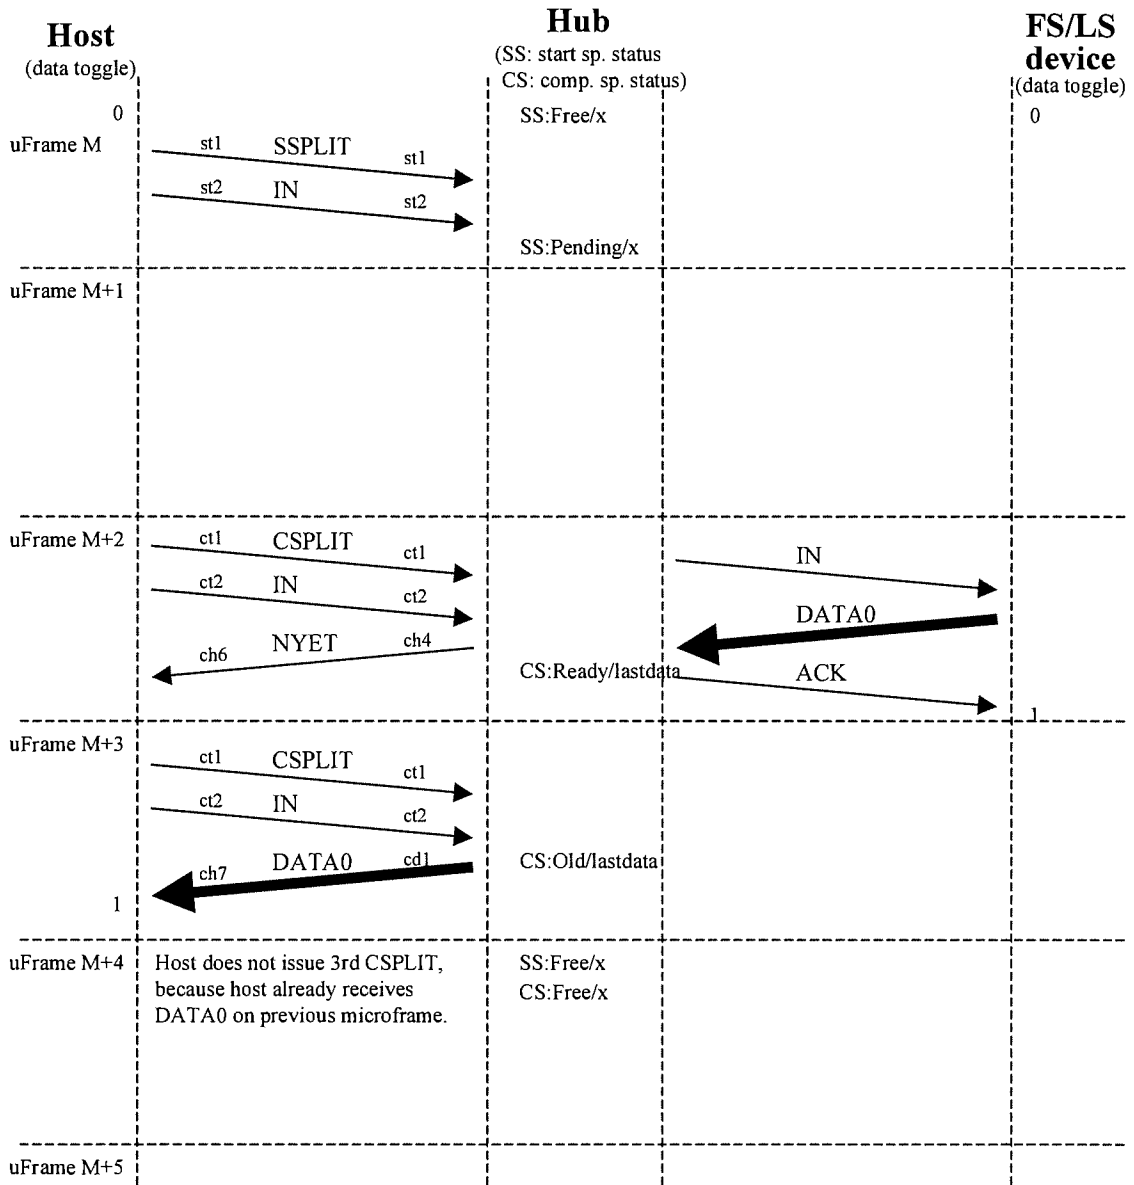 Host
(data toggle)
Hub
(SS: start sp. status
CS: comp. sp. status)
FS/LS
device
(data toggle)
0
SS:Free/x
0
uFrame M
st1 SSPLIT st1
st2 IN st2
SS:Pending/x
uFrame M+1
uFrame M+2
ct1 CSPLIT ct1
IN
ct2 IN ct2
DATA0
ch6 NYET ch4
CS:Ready/lastdata
ACK
1
uFrame M+3
ct1 CSPLIT ct1
ct2 IN ct2
ch7 DATA0 cd1
CS:Old/lastdata
1
uFrame M+4
Host does not issue 3rd CSPLIT,
because host already receives
DATA0 on previous microframe.
SS:Free/x
CS:Free/x
uFrame M+5